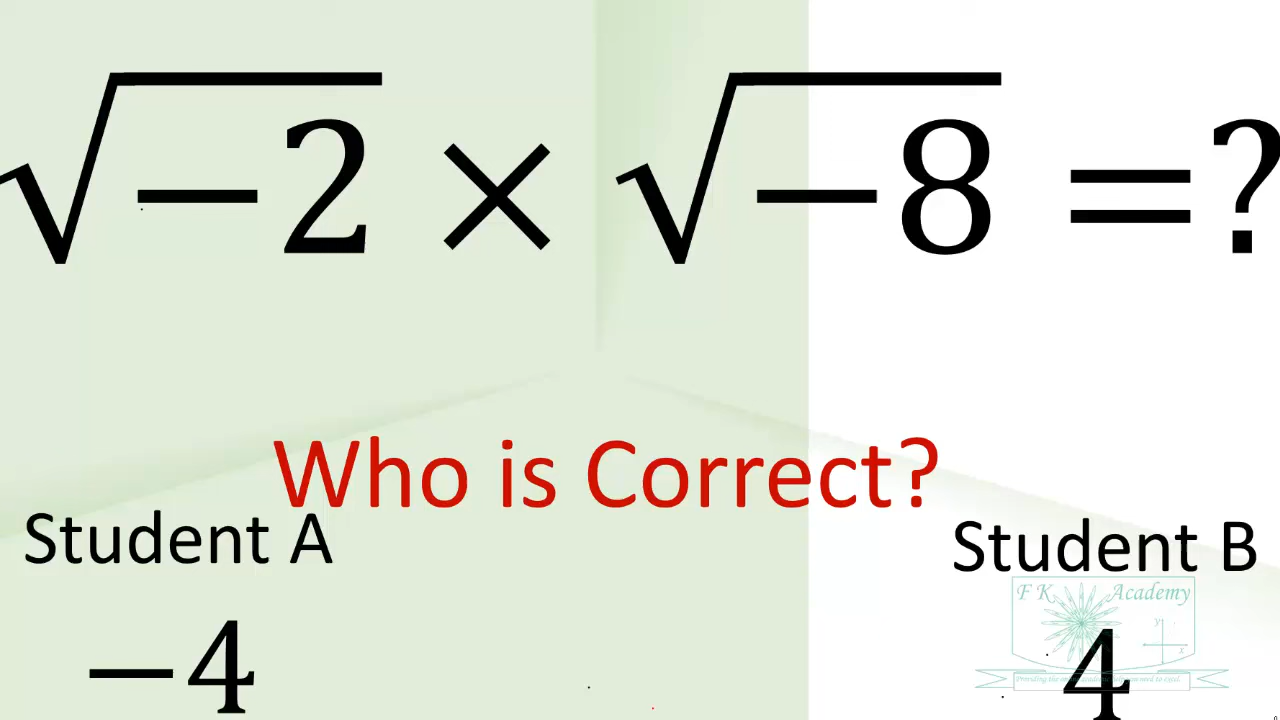 √−2 × √−8 =?
Who is Correct?
Student A
Student B
F K Academy
y
x
−4
4